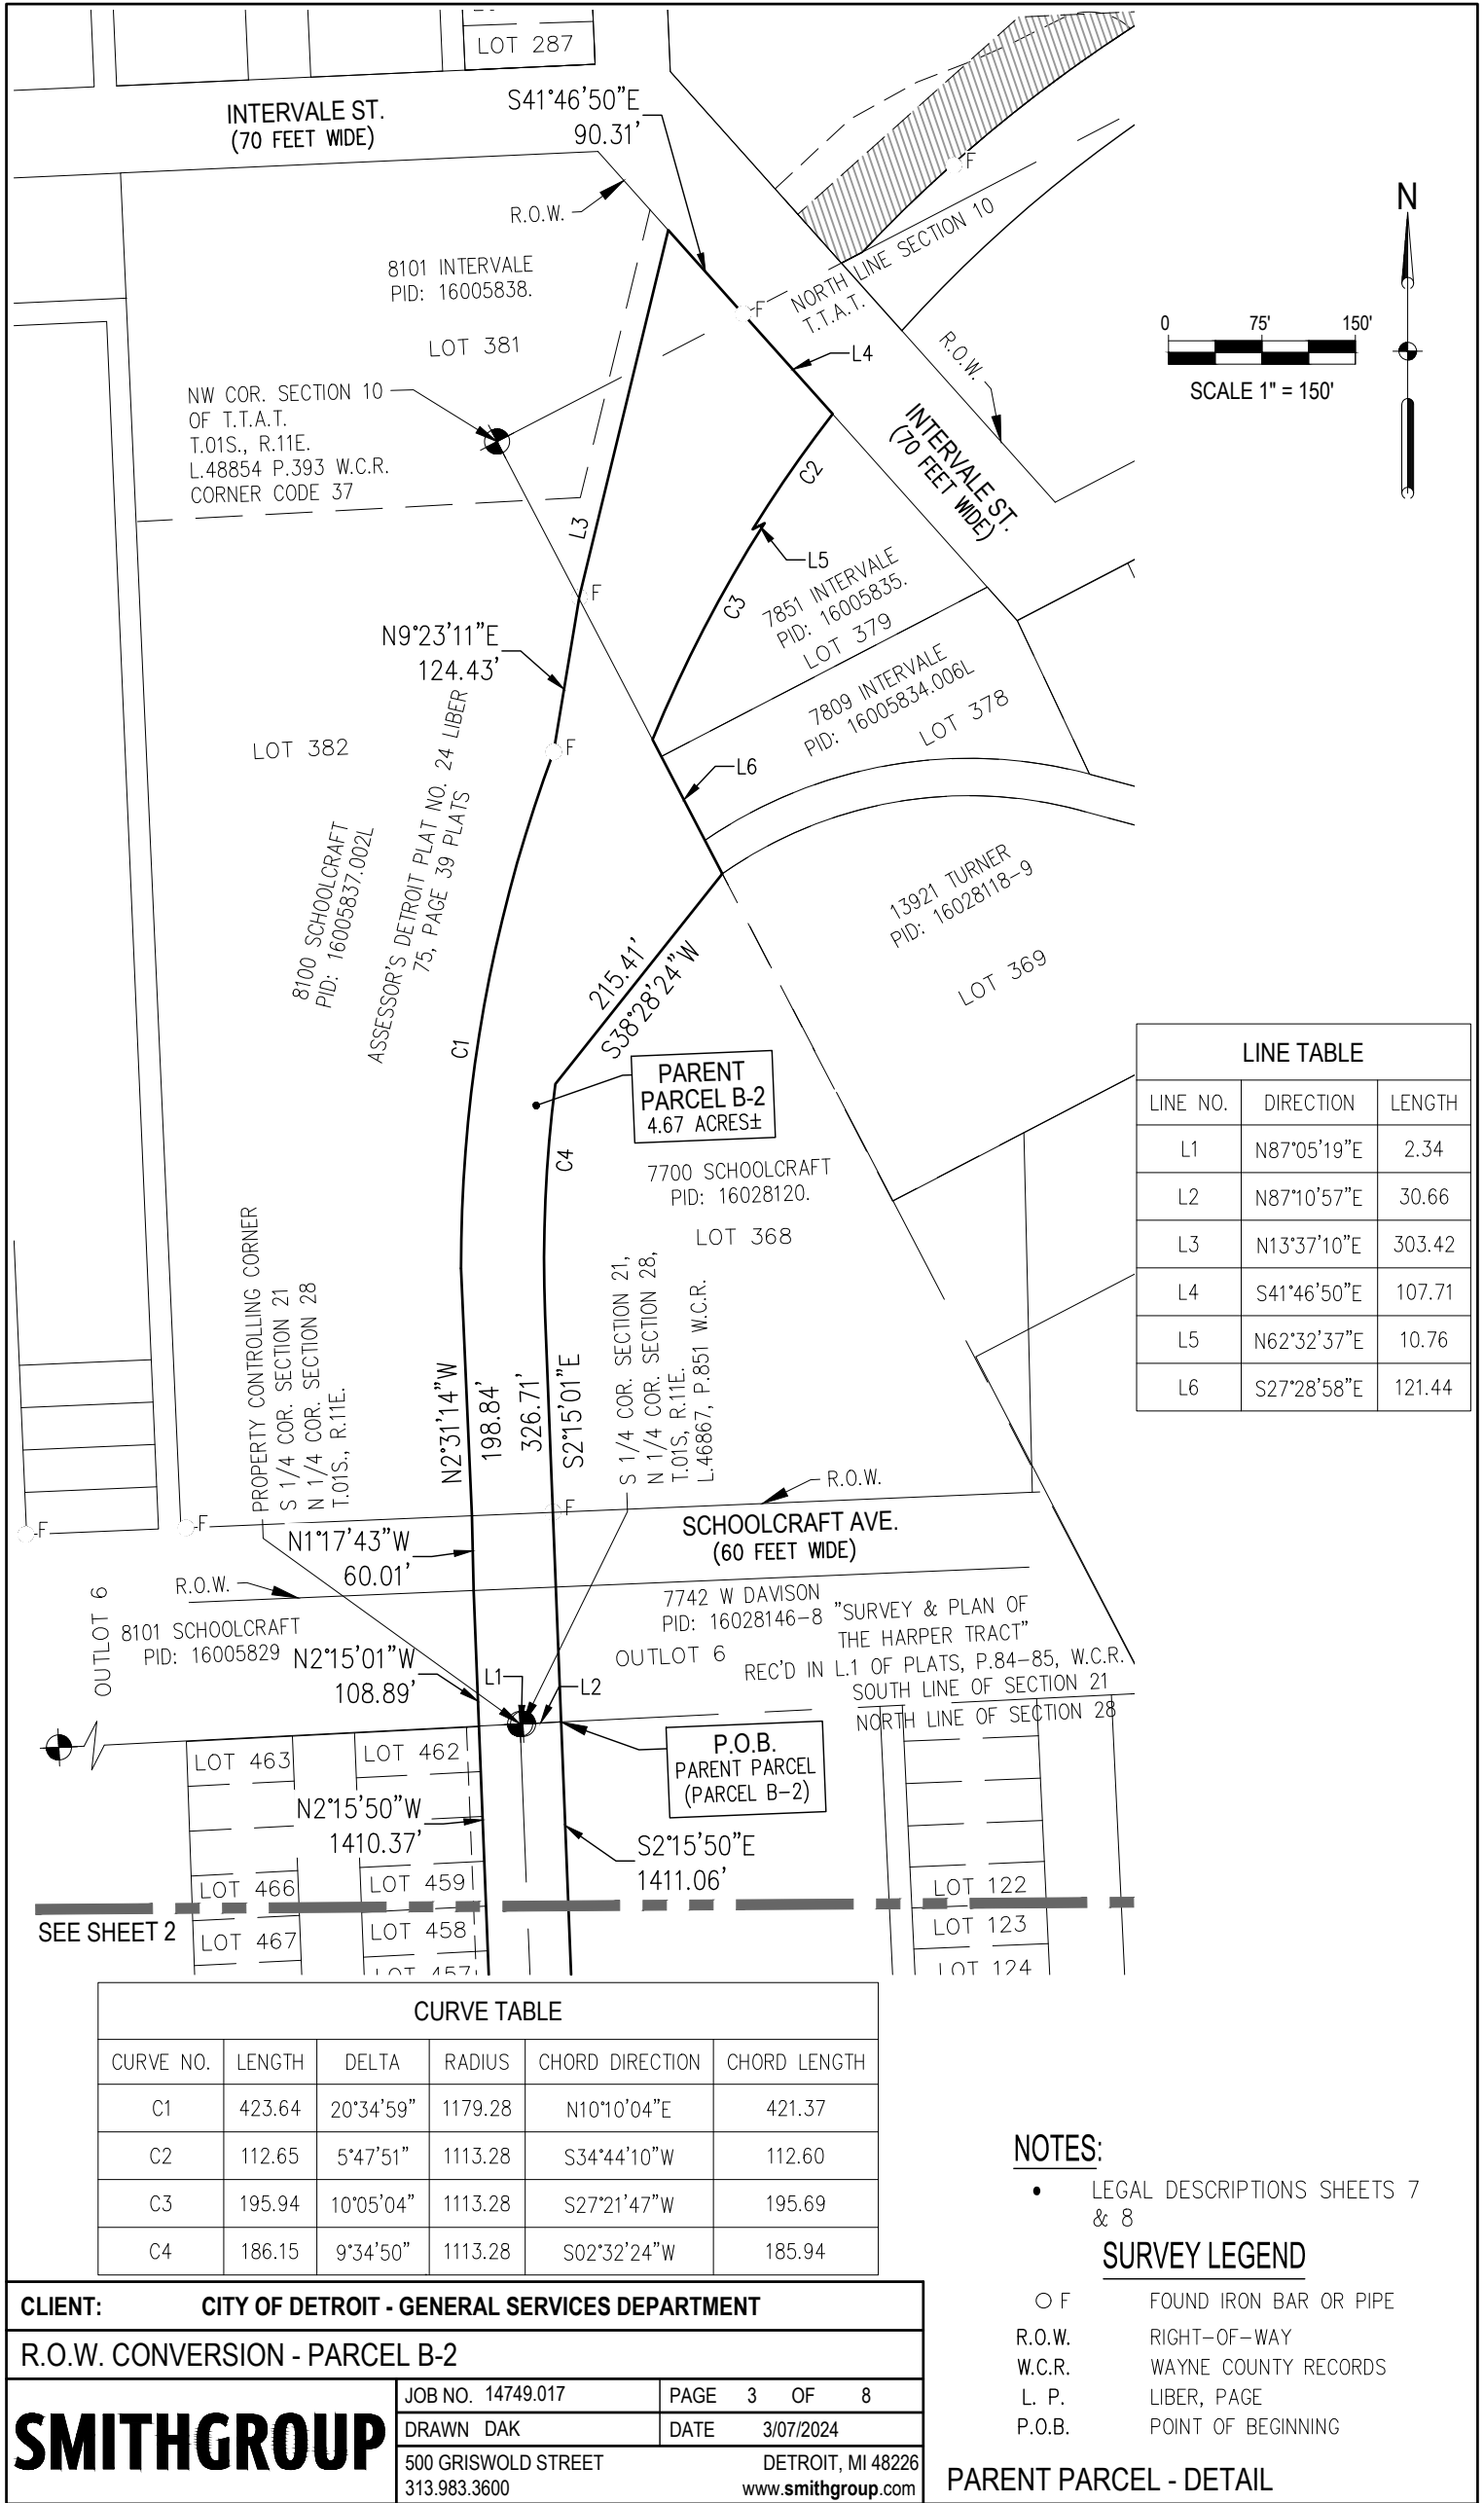 LOT 287
INTERVALE ST.
(70 FEET WIDE)
S41°46'50"E
90.31'
R.O.W.
8101 INTERVALE
PID: 16005838.
LOT 381
F
NORTH LINE SECTION 10
T.T.A.T.
F
R.O.W.
N
0 75' 150'
SCALE 1" = 150'
L4
NW COR. SECTION 10
OF T.T.A.T.
T.01S., R.11E.
L.48854 P.393 W.C.R.
CORNER CODE 37
INTERVALE ST.
(70 FEET WIDE)
C2
L3
L5
C3
F
7851 INTERVALE
PID: 16005835.
LOT 379
N9°23'11"E
124.43'
7809 INTERVALE
PID: 16005834.006L
LOT 378
LOT 382
F
L6
ASSESSOR'S DETROIT PLAT NO. 24 LIBER
75, PAGE 39 PLATS
8100 SCHOOLCRAFT
PID: 16005837.002L
13921 TURNER
PID: 16028118-9
LOT 369
215.41'
S38°28'24"W
C1
PARENT
PARCEL B-2
4.67 ACRES±
C4
7700 SCHOOLCRAFT
PID: 16028120.
LOT 368
LINE TABLE
LINE NO. DIRECTION LENGTH
L1 N87°05'19"E 2.34
L2 N87°10'57"E 30.66
L3 N13°37'10"E 303.42
L4 S41°46'50"E 107.71
L5 N62°32'37"E 10.76
L6 S27°28'58"E 121.44
PROPERTY CONTROLLING CORNER
S 1/4 COR. SECTION 21
N 1/4 COR. SECTION 28
T.01S., R.11E.
N2°31'14"W
198.84'
326.71'
S2°15'01"E
S 1/4 COR. SECTION 21,
N 1/4 COR. SECTION 28,
T.01S, R.11E.
L.46867, P.851 W.C.R.
R.O.W.
F
F
F
SCHOOLCRAFT AVE.
(60 FEET WIDE)
N1°17'43"W
60.01'
R.O.W.
OUTLOT 6
8101 SCHOOLCRAFT
PID: 16005829
N2°15'01"W
108.89'
7742 W DAVISON
PID: 16028146-8
OUTLOT 6
"SURVEY & PLAN OF
THE HARPER TRACT"
REC'D IN L.1 OF PLATS, P.84-85, W.C.R.
SOUTH LINE OF SECTION 21
NORTH LINE OF SECTION 28
L1
L2
P.O.B.
PARENT PARCEL
(PARCEL B-2)
LOT 463
LOT 462
N2°15'50"W
1410.37'
S2°15'50"E
1411.06'
LOT 466
LOT 459
LOT 122
SEE SHEET 2
LOT 467
LOT 458
LOT 123
LOT 457
LOT 124
CURVE TABLE
CURVE NO. LENGTH DELTA RADIUS CHORD DIRECTION CHORD LENGTH
C1 423.64 20°34'59" 1179.28 N10°10'04"E 421.37
C2 112.65 5°47'51" 1113.28 S34°44'10"W 112.60
C3 195.94 10°05'04" 1113.28 S27°21'47"W 195.69
C4 186.15 9°34'50" 1113.28 S02°32'24"W 185.94
NOTES:
• LEGAL DESCRIPTIONS SHEETS 7
& 8
SURVEY LEGEND
○ F FOUND IRON BAR OR PIPE
R.O.W. RIGHT-OF-WAY
W.C.R. WAYNE COUNTY RECORDS
L. P. LIBER, PAGE
P.O.B. POINT OF BEGINNING
PARENT PARCEL - DETAIL
CLIENT: CITY OF DETROIT - GENERAL SERVICES DEPARTMENT
R.O.W. CONVERSION - PARCEL B-2
SMITHGROUP
JOB NO. 14749.017 PAGE 3 OF 8
DRAWN DAK DATE 3/07/2024
500 GRISWOLD STREET DETROIT, MI 48226
313.983.3600 www.smithgroup.com